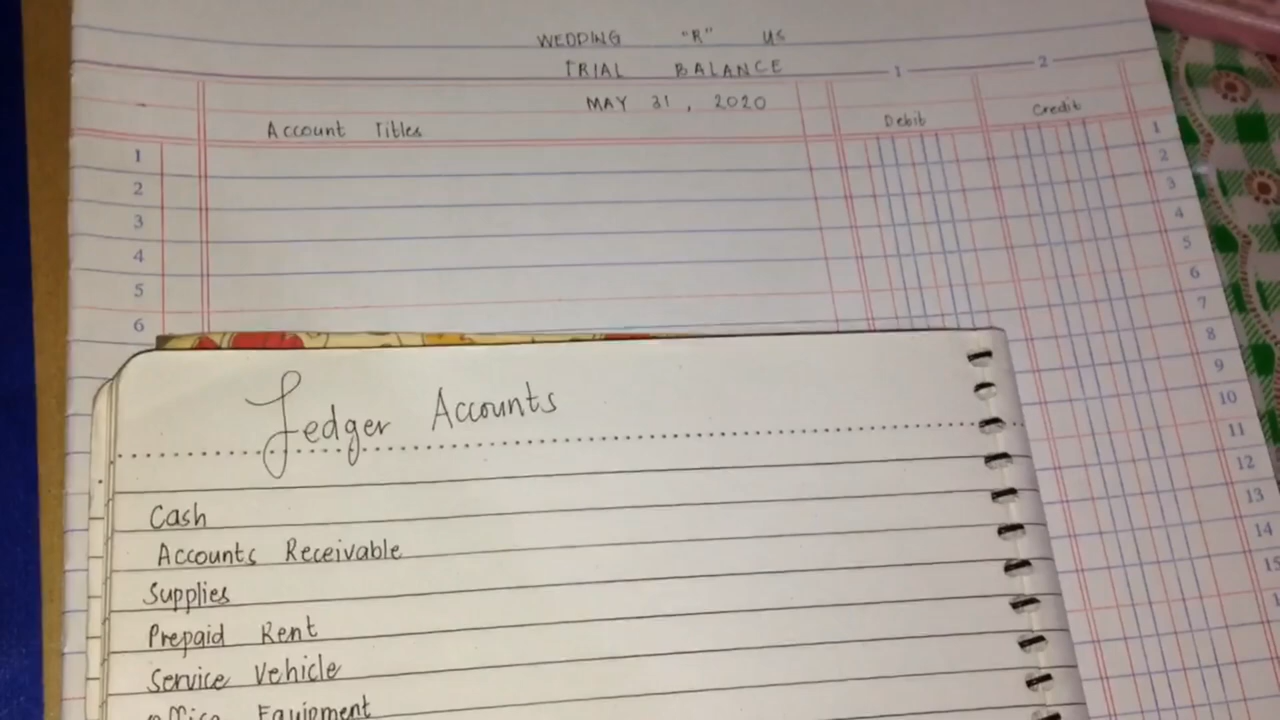 WEDDING "R" US
TRIAL BALANCE
MAY 31, 2020
1 2
Account Titles Debit Credit
1 1
2 2
3 3
4 4
5 5
6 6
7
8
9
10
11
12
13
14
15
Ledger Accounts
Cash
Accounts Receivable
Supplies
Prepaid Rent
Service Vehicle
Office Equipment